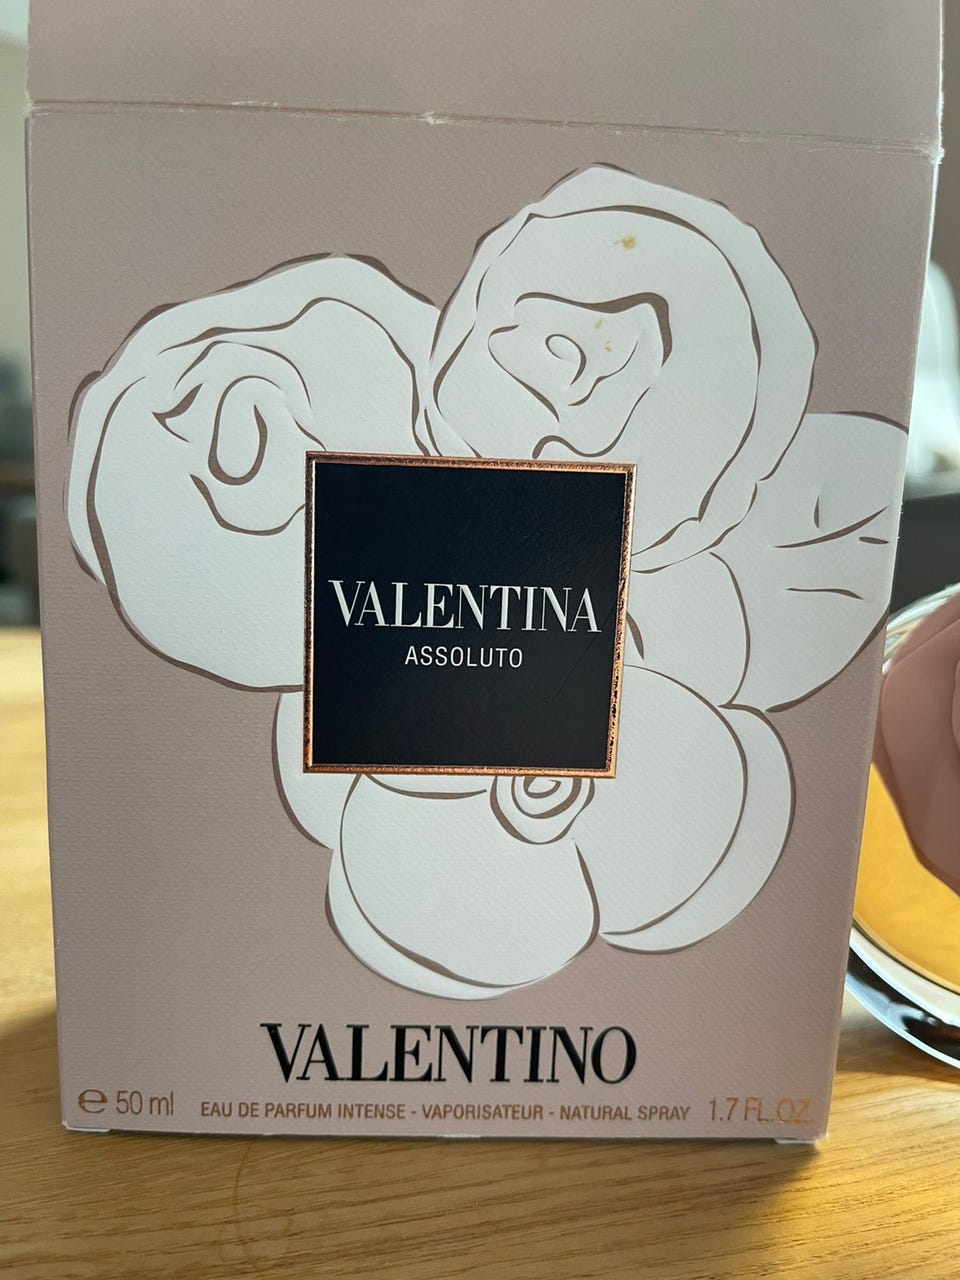 VALENTINA
ASSOLUTO
VALENTINO
℮ 50 ml EAU DE PARFUM INTENSE - VAPORISATEUR - NATURAL SPRAY 1.7 FL.OZ.